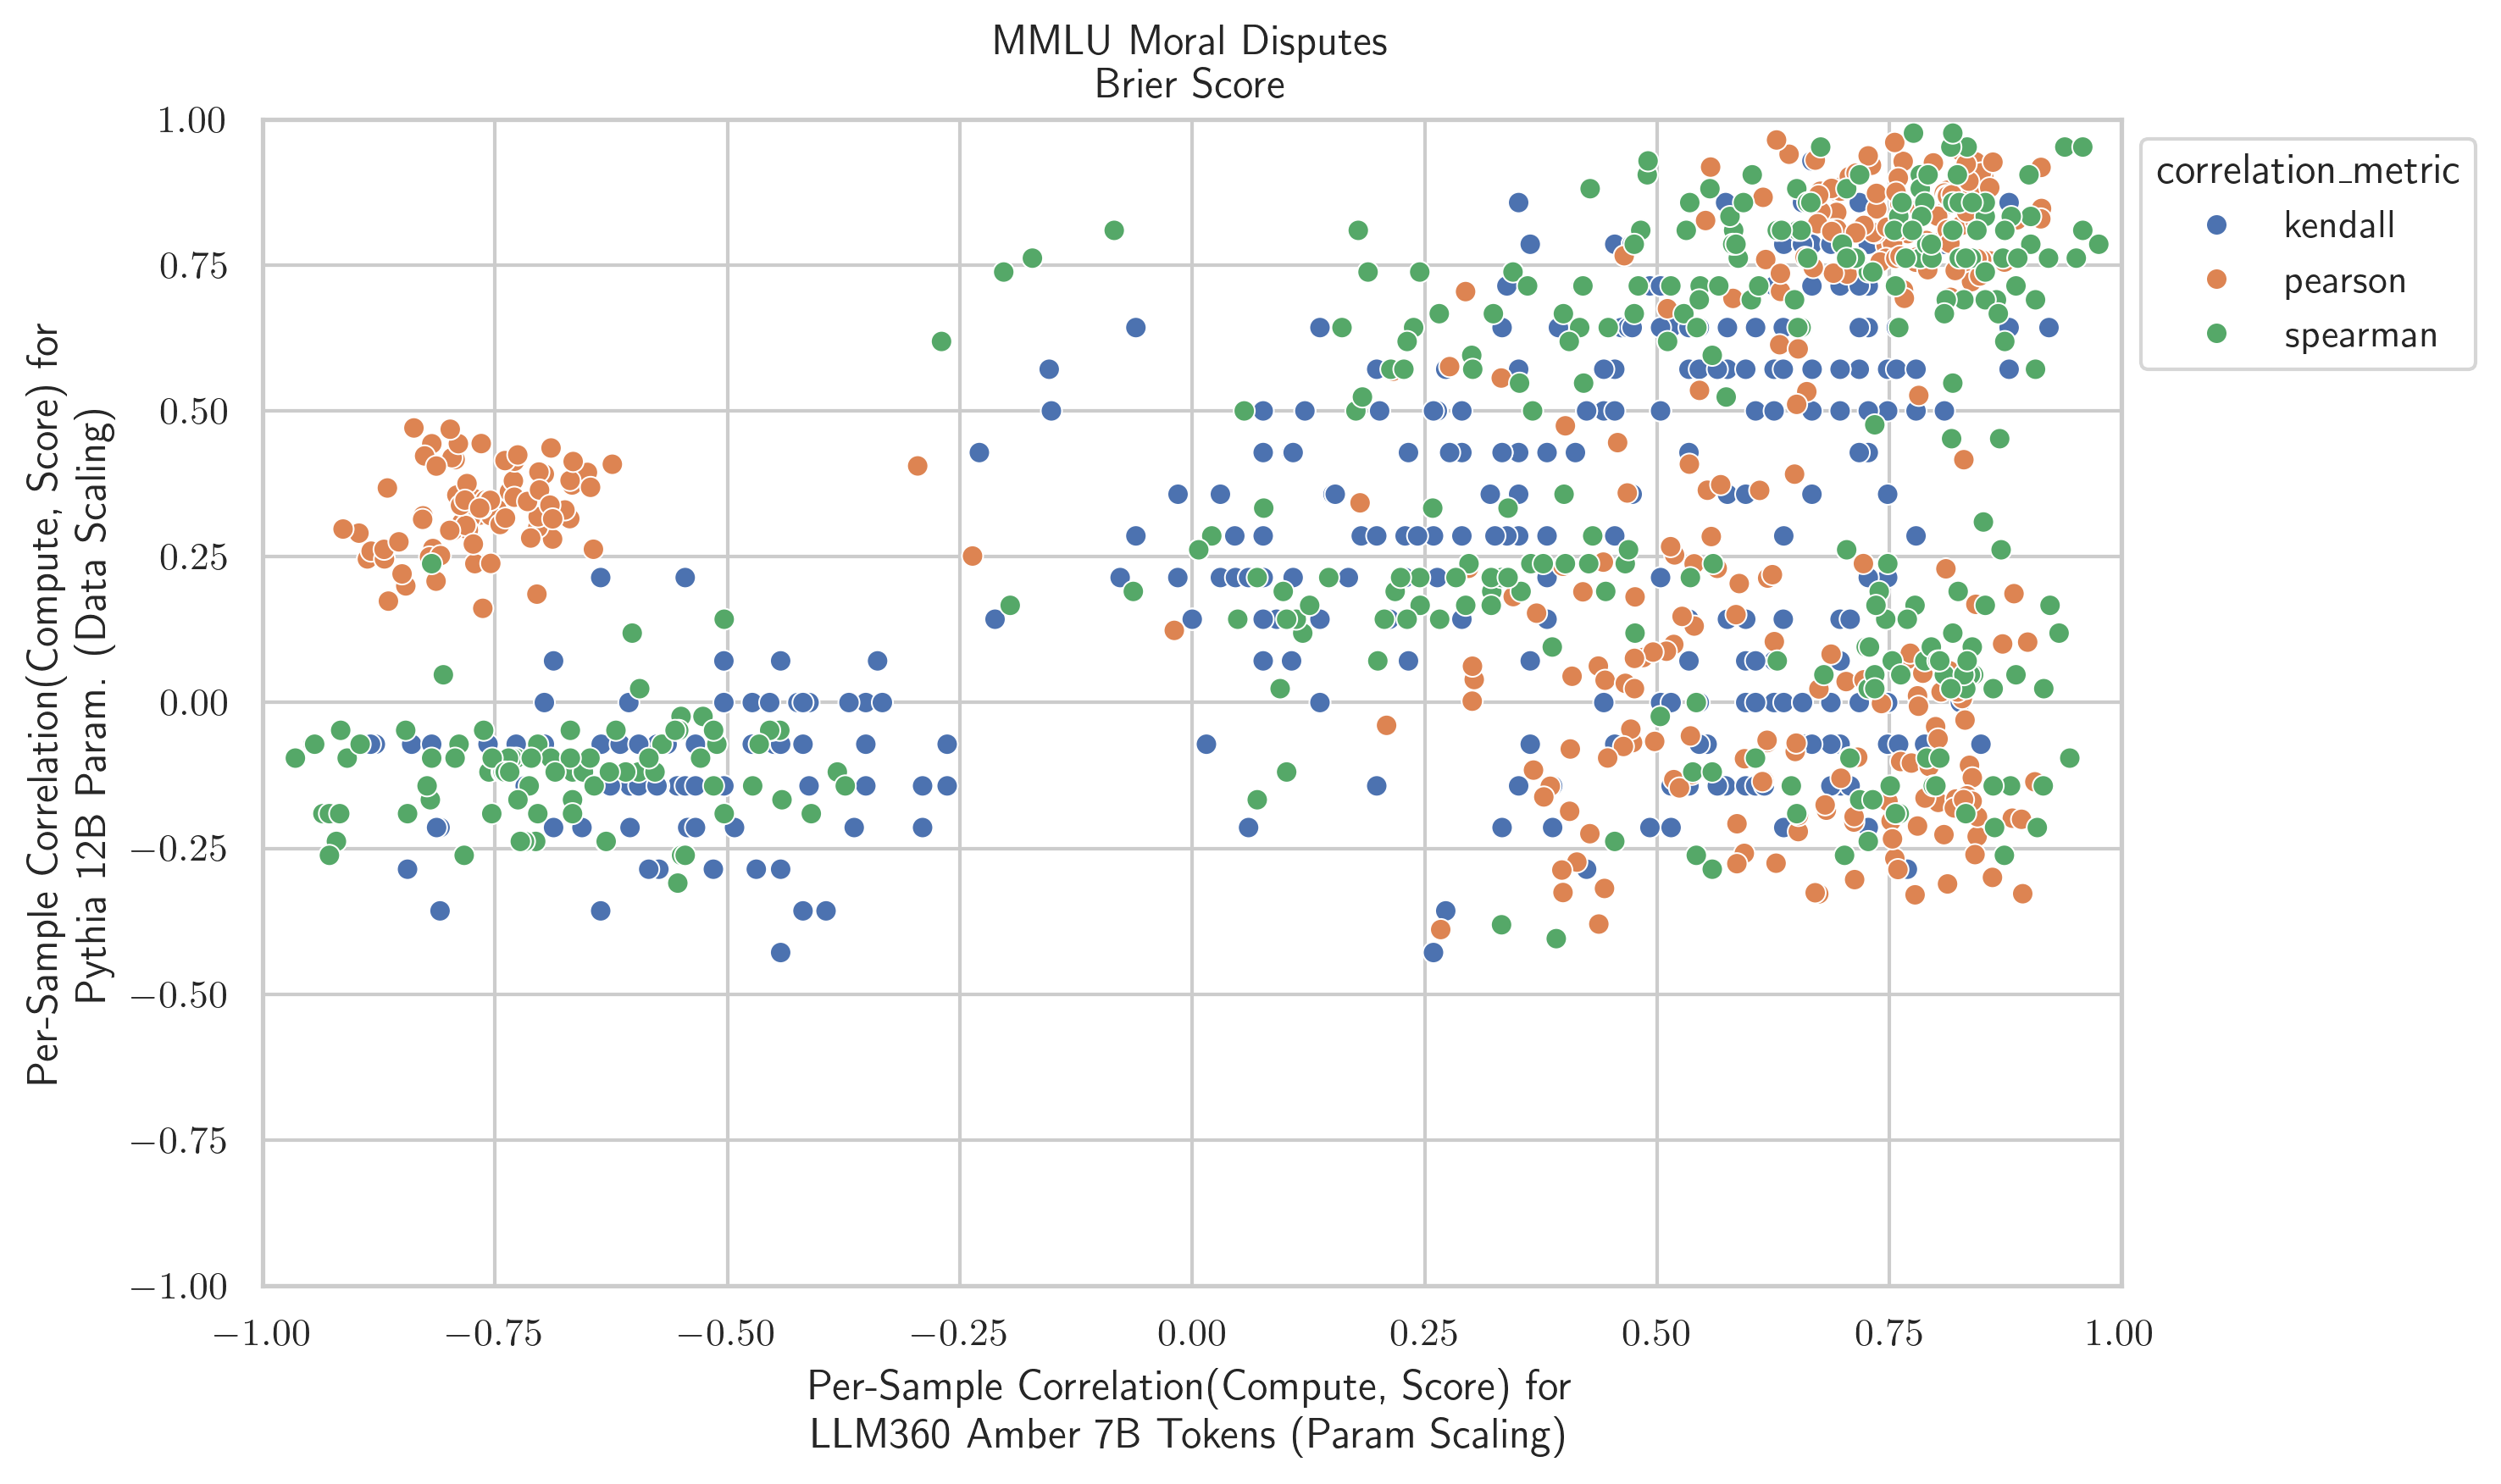 MMLU Moral Disputes
Brier Score
Per-Sample Correlation(Compute, Score) for
Pythia 12B Param. (Data Scaling)
1.00
0.75
0.50
0.25
0.00
−0.25
−0.50
−0.75
−1.00
−1.00 −0.75 −0.50 −0.25 0.00 0.25 0.50 0.75 1.00
Per-Sample Correlation(Compute, Score) for
LLM360 Amber 7B Tokens (Param Scaling)
correlation_metric
kendall
pearson
spearman